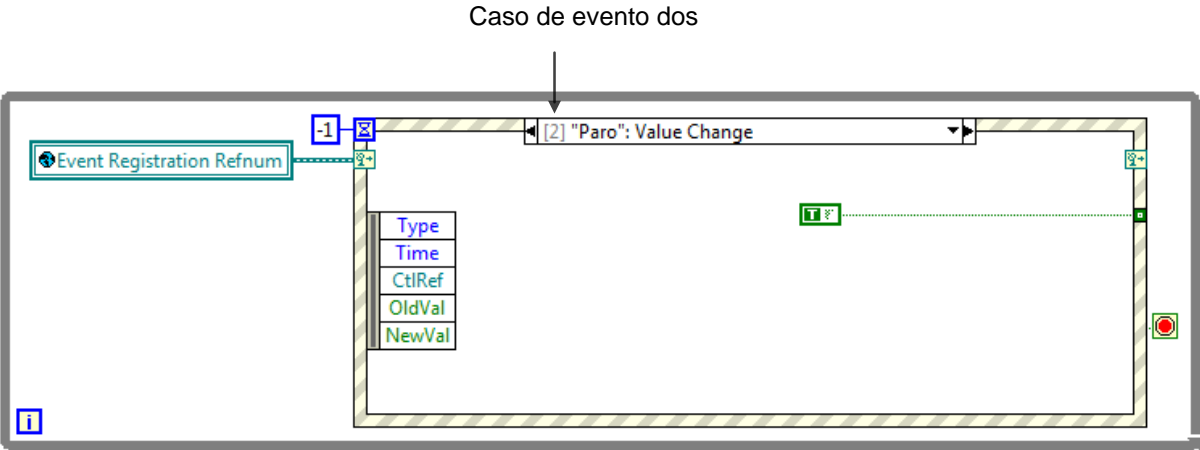 Caso de evento dos
-1
[2] "Paro": Value Change
Event Registration Refnum
T
Type
Time
CtlRef
OldVal
NewVal
i